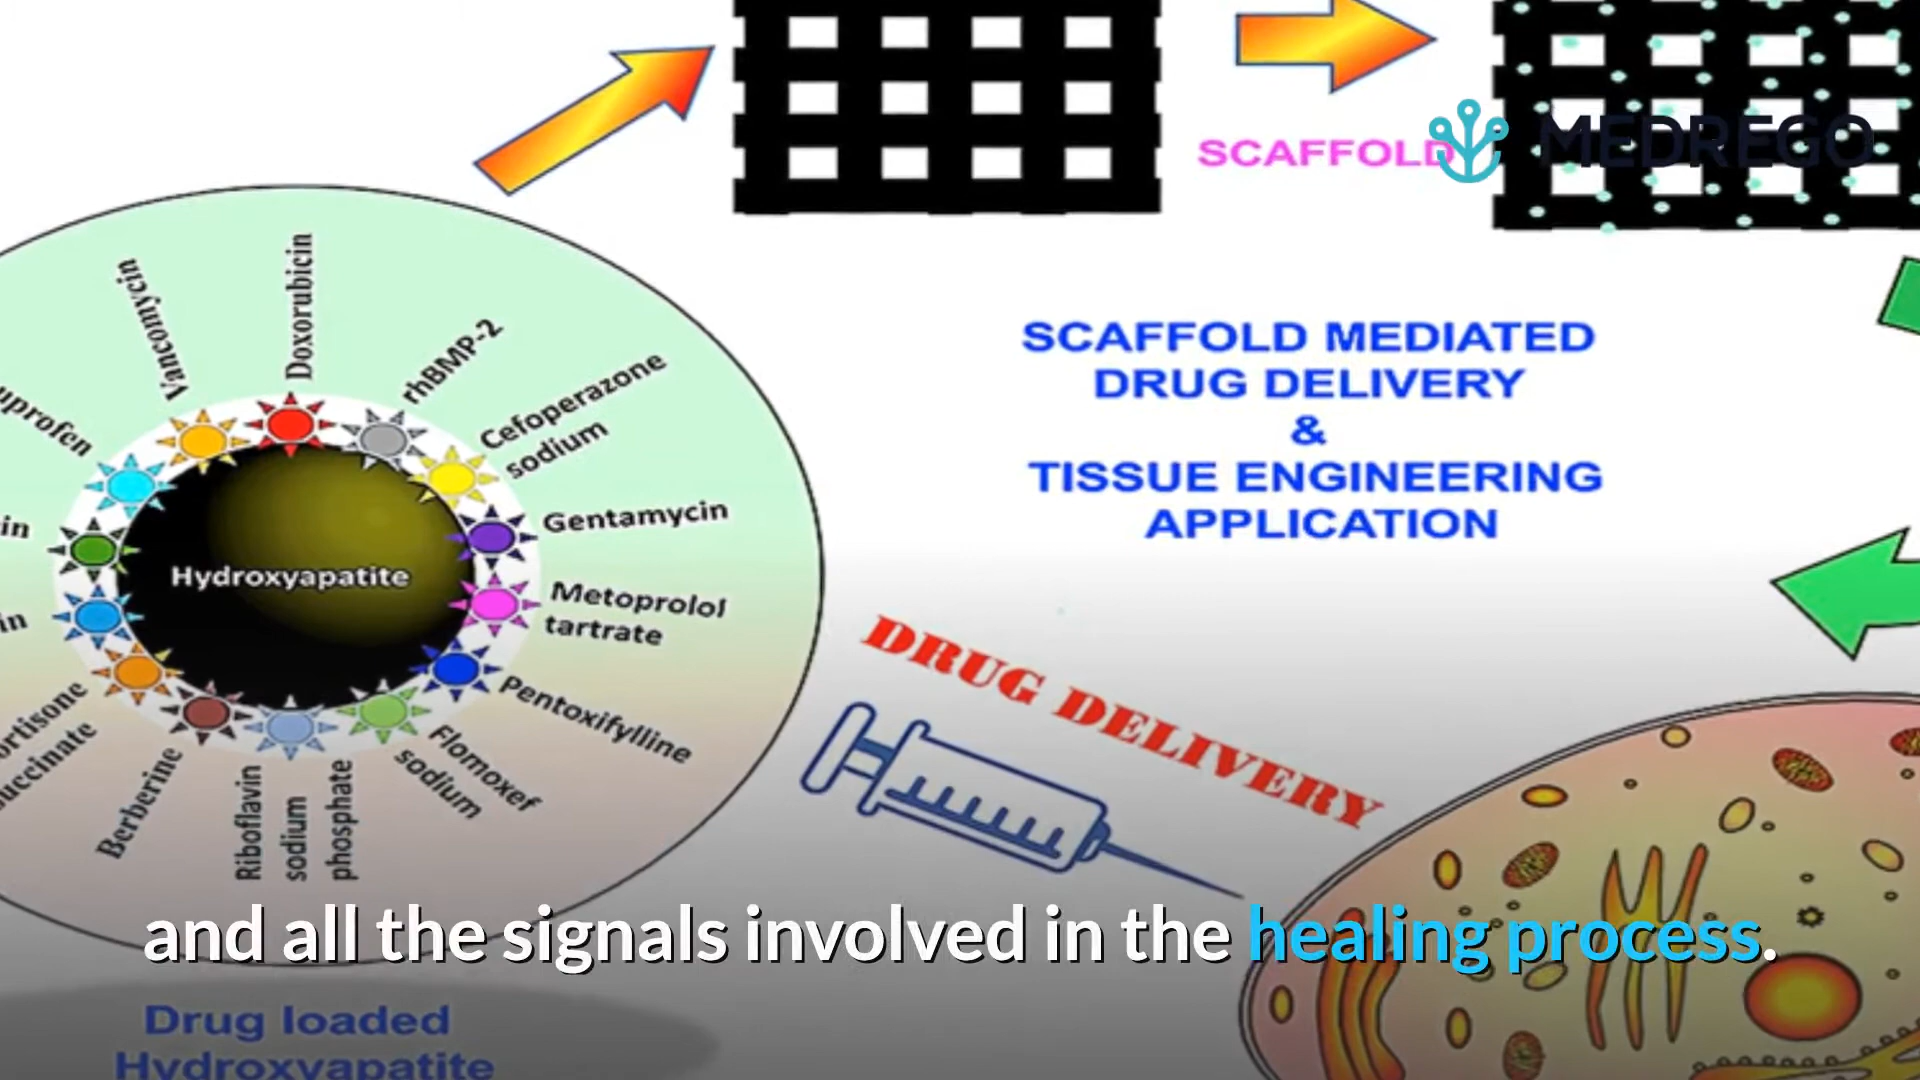 SCAFFOLD
MEDREGO
SCAFFOLD MEDIATED
DRUG DELIVERY
&
TISSUE ENGINEERING
APPLICATION
Vancomycin
Doxorubicin
rhBMP-2
Cefoperazone
sodium
Gentamycin
Metoprolol
tartrate
Pentoxifylline
Flomoxef
sodium
Riboflavin
sodium
phosphate
Berberine
Hydroxyapatite
DRUG DELIVERY
and all the signals involved in the healing process.
Drug loaded
Hydroxyapatite